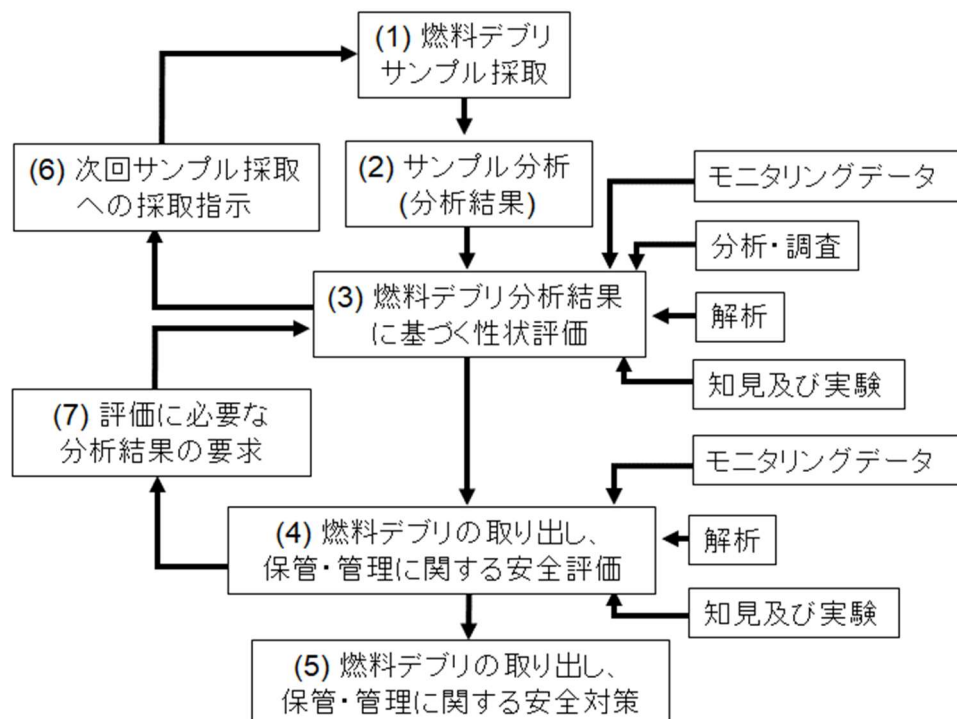 (1) 燃料デブリ
サンプル採取
(6) 次回サンプル採取
への採取指示
(2) サンプル分析
(分析結果)
モニタリングデータ
分析・調査
(3) 燃料デブリ分析結果
に基づく性状評価
解析
知見及び実験
(7) 評価に必要な
分析結果の要求
モニタリングデータ
(4) 燃料デブリの取り出し、
保管・管理に関する安全評価
解析
知見及び実験
(5) 燃料デブリの取り出し、
保管・管理に関する安全対策